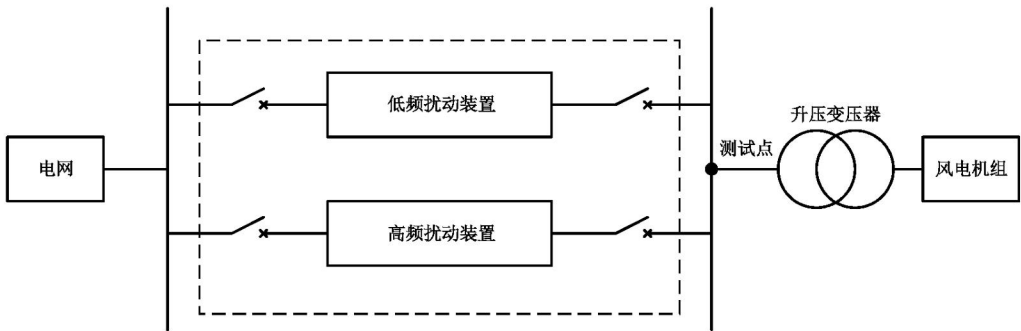 低频扰动装置
升压变压器
电网
测试点
风电机组
高频扰动装置